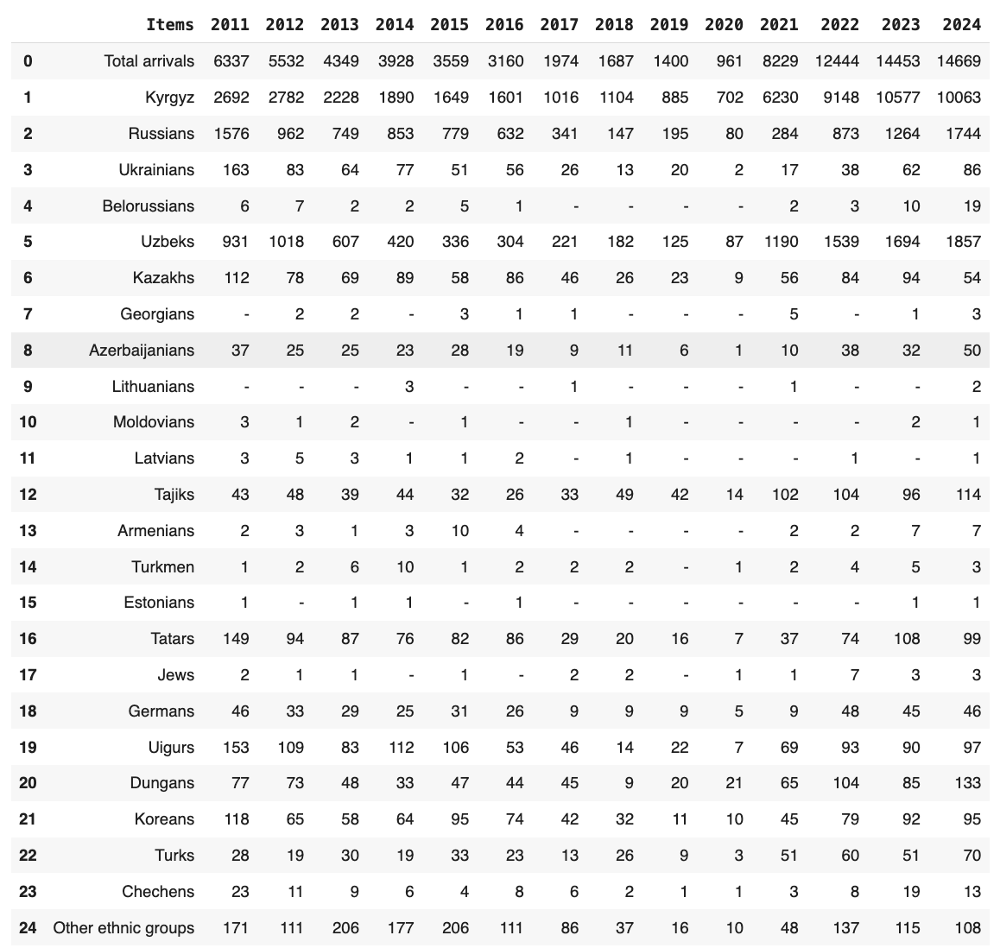 Items 2011 2012 2013 2014 2015 2016 2017 2018 2019 2020 2021 2022 2023 2024
0 Total arrivals 6337 5532 4349 3928 3559 3160 1974 1687 1400 961 8229 12444 14453 14669
1 Kyrgyz 2692 2782 2228 1890 1649 1601 1016 1104 885 702 6230 9148 10577 10063
2 Russians 1576 962 749 853 779 632 341 147 195 80 284 873 1264 1744
3 Ukrainians 163 83 64 77 51 56 26 13 20 2 17 38 62 86
4 Belorussians 6 7 2 2 5 1 - - - - 2 3 10 19
5 Uzbeks 931 1018 607 420 336 304 221 182 125 87 1190 1539 1694 1857
6 Kazakhs 112 78 69 89 58 86 46 26 23 9 56 84 94 54
7 Georgians - 2 2 - 3 1 1 - - - 5 - 1 3
8 Azerbaijanians 37 25 25 23 28 19 9 11 6 1 10 38 32 50
9 Lithuanians - - - 3 - - 1 - - - 1 - - 2
10 Moldovians 3 1 2 - 1 - - 1 - - - - 2 1
11 Latvians 3 5 3 1 1 2 - 1 - - - 1 - 1
12 Tajiks 43 48 39 44 32 26 33 49 42 14 102 104 96 114
13 Armenians 2 3 1 3 10 4 - - - - 2 2 7 7
14 Turkmen 1 2 6 10 1 2 2 2 - 1 2 4 5 3
15 Estonians 1 - 1 1 - 1 - - - - - - 1 1
16 Tatars 149 94 87 76 82 86 29 20 16 7 37 74 108 99
17 Jews 2 1 1 - 1 - 2 2 - 1 1 7 3 3
18 Germans 46 33 29 25 31 26 9 9 9 5 9 48 45 46
19 Uigurs 153 109 83 112 106 53 46 14 22 7 69 93 90 97
20 Dungans 77 73 48 33 47 44 45 9 20 21 65 104 85 133
21 Koreans 118 65 58 64 95 74 42 32 11 10 45 79 92 95
22 Turks 28 19 30 19 33 23 13 26 9 3 51 60 51 70
23 Chechens 23 11 9 6 4 8 6 2 1 1 3 8 19 13
24 Other ethnic groups 171 111 206 177 206 111 86 37 16 10 48 137 115 108